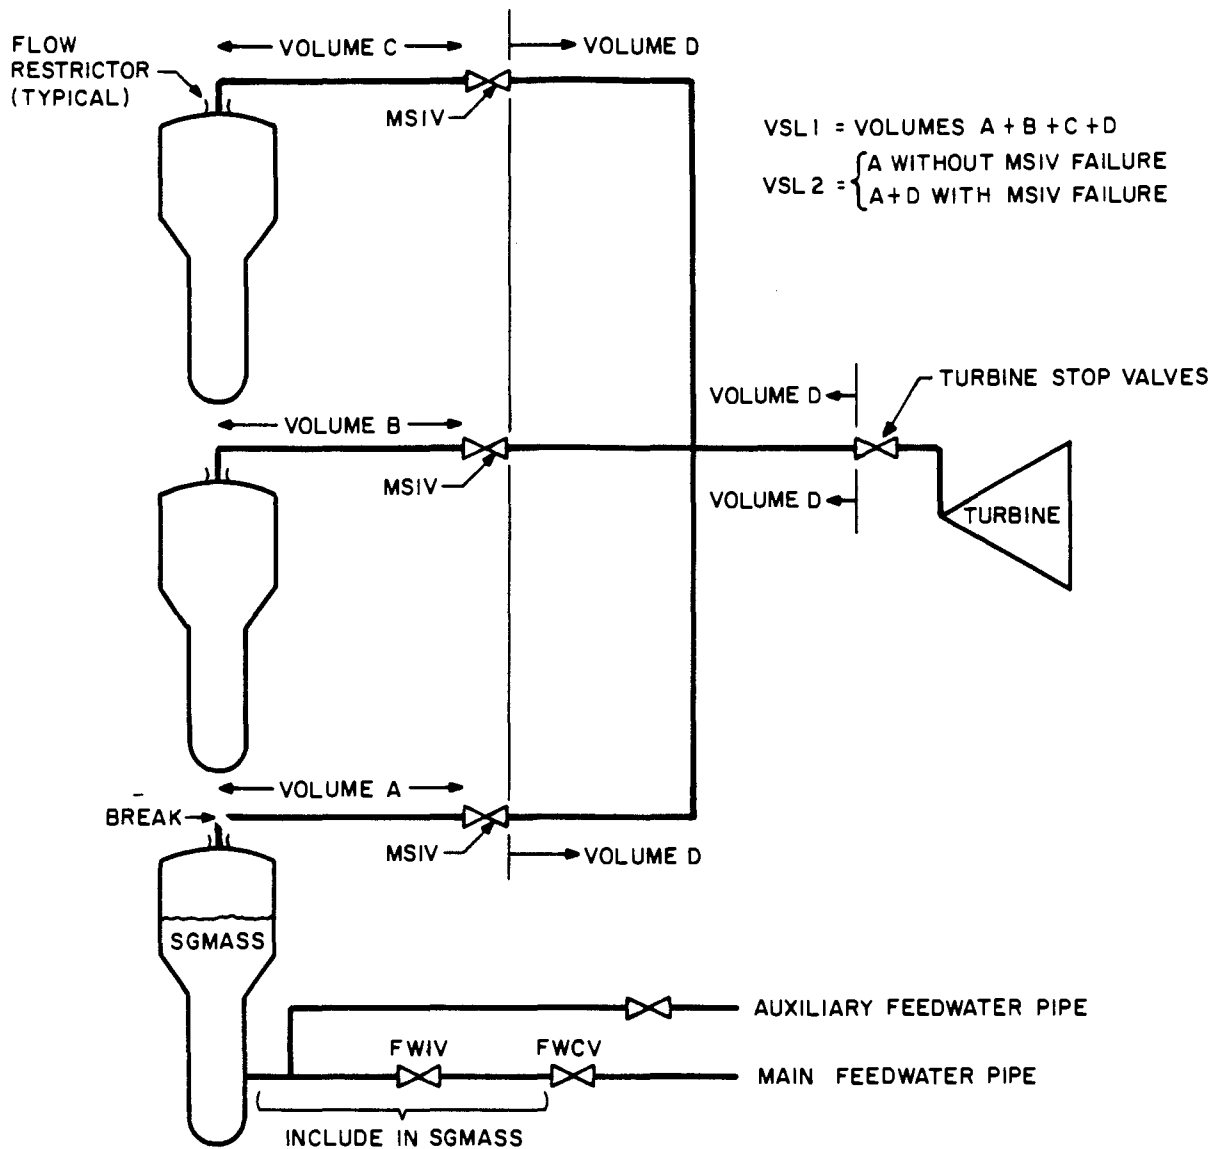 FLOW
RESTRICTOR
(TYPICAL)
VOLUME C
VOLUME D
MSIV
VSL1 = VOLUMES A+B+C+D
VSL2 = { A WITHOUT MSIV FAILURE
A+D WITH MSIV FAILURE
TURBINE STOP VALVES
VOLUME D
VOLUME B
MSIV
VOLUME D
TURBINE
VOLUME A
BREAK
MSIV
VOLUME D
SGMASS
AUXILIARY FEEDWATER PIPE
FWIV
FWCV
MAIN FEEDWATER PIPE
INCLUDE IN SGMASS